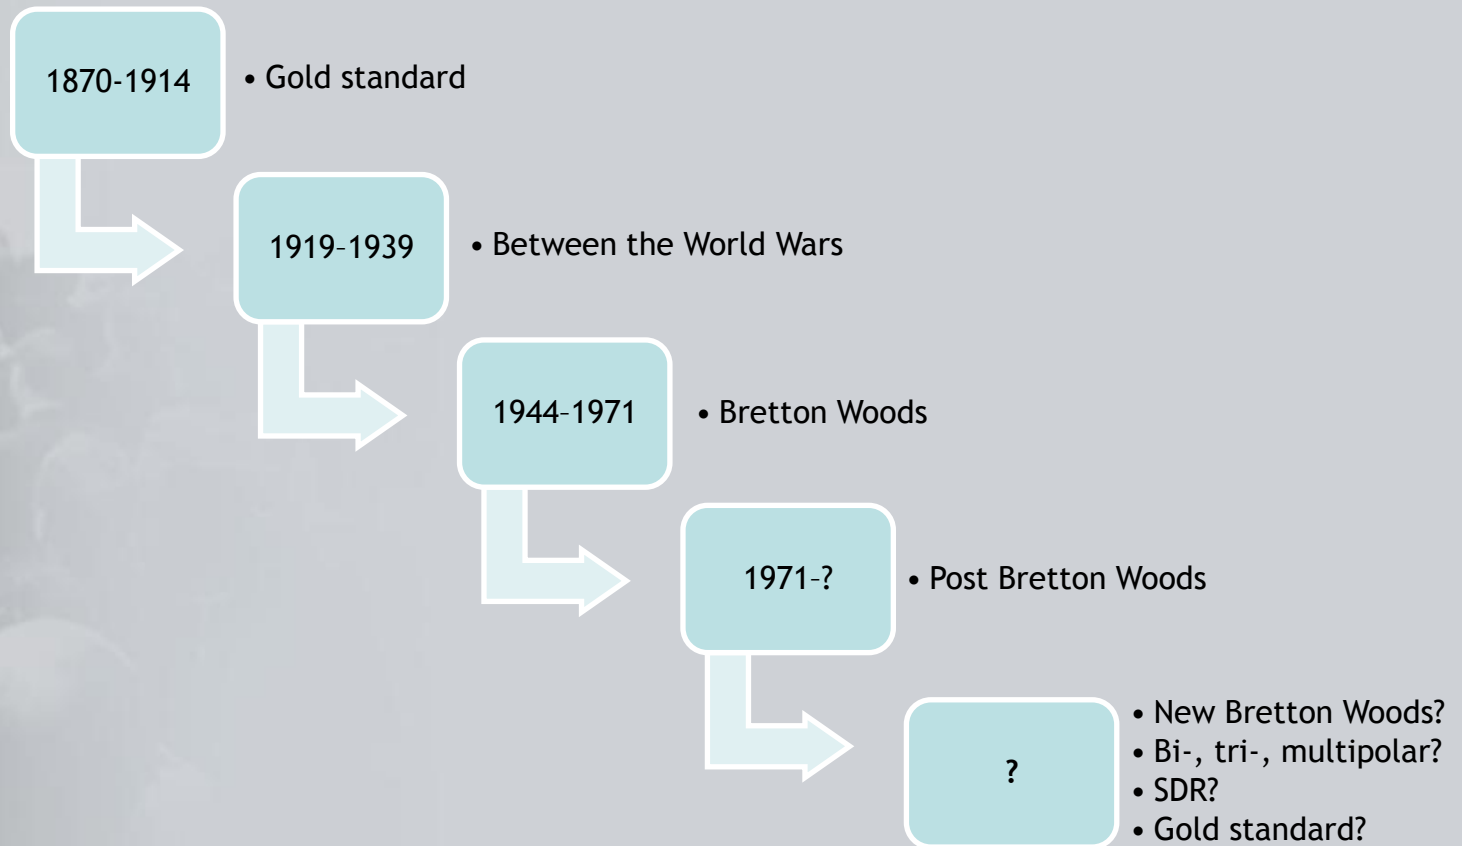 1870-1914
• Gold standard
1919–1939
• Between the World Wars
1944–1971
• Bretton Woods
1971–?
• Post Bretton Woods
?
• New Bretton Woods?
• Bi-, tri-, multipolar?
• SDR?
• Gold standard?